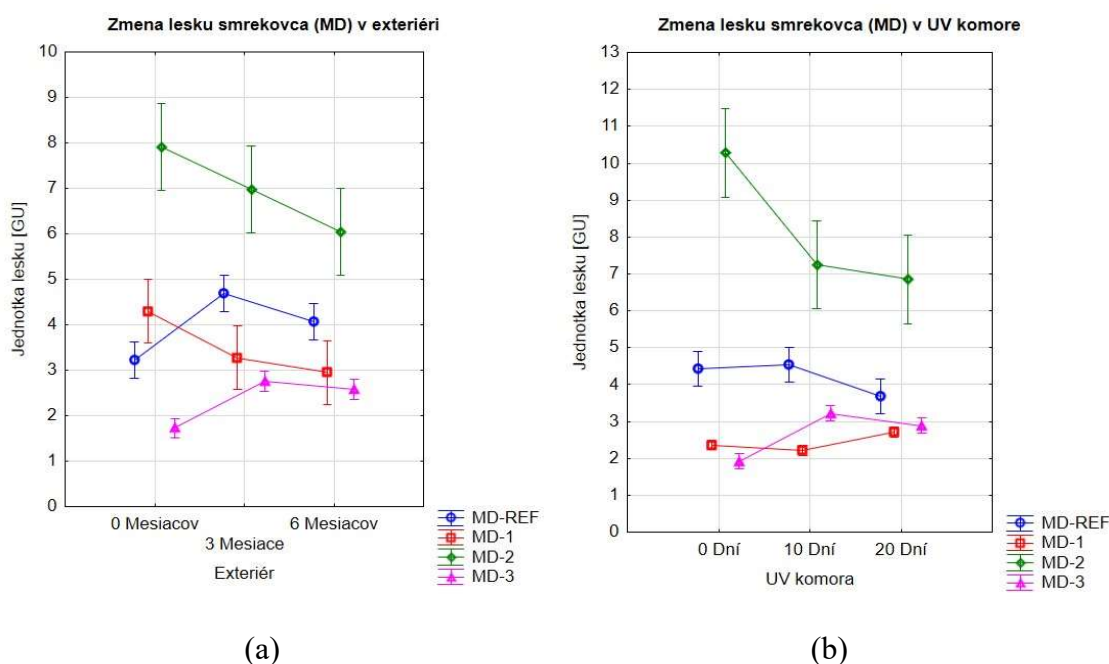 Zmena lesku smrekovca (MD) v exteriéri
10
9
8
7
6
5
4
3
2
1
0
Jednotka lesku [GU]
0 Mesiacov
3 Mesiace
6 Mesiacov
Exteriér
MD-REF
MD-1
MD-2
MD-3
(a)
Zmena lesku smrekovca (MD) v UV komore
13
12
11
10
9
8
7
6
5
4
3
2
1
0
Jednotka lesku [GU]
0 Dní
10 Dní
20 Dní
UV komora
MD-REF
MD-1
MD-2
MD-3
(b)